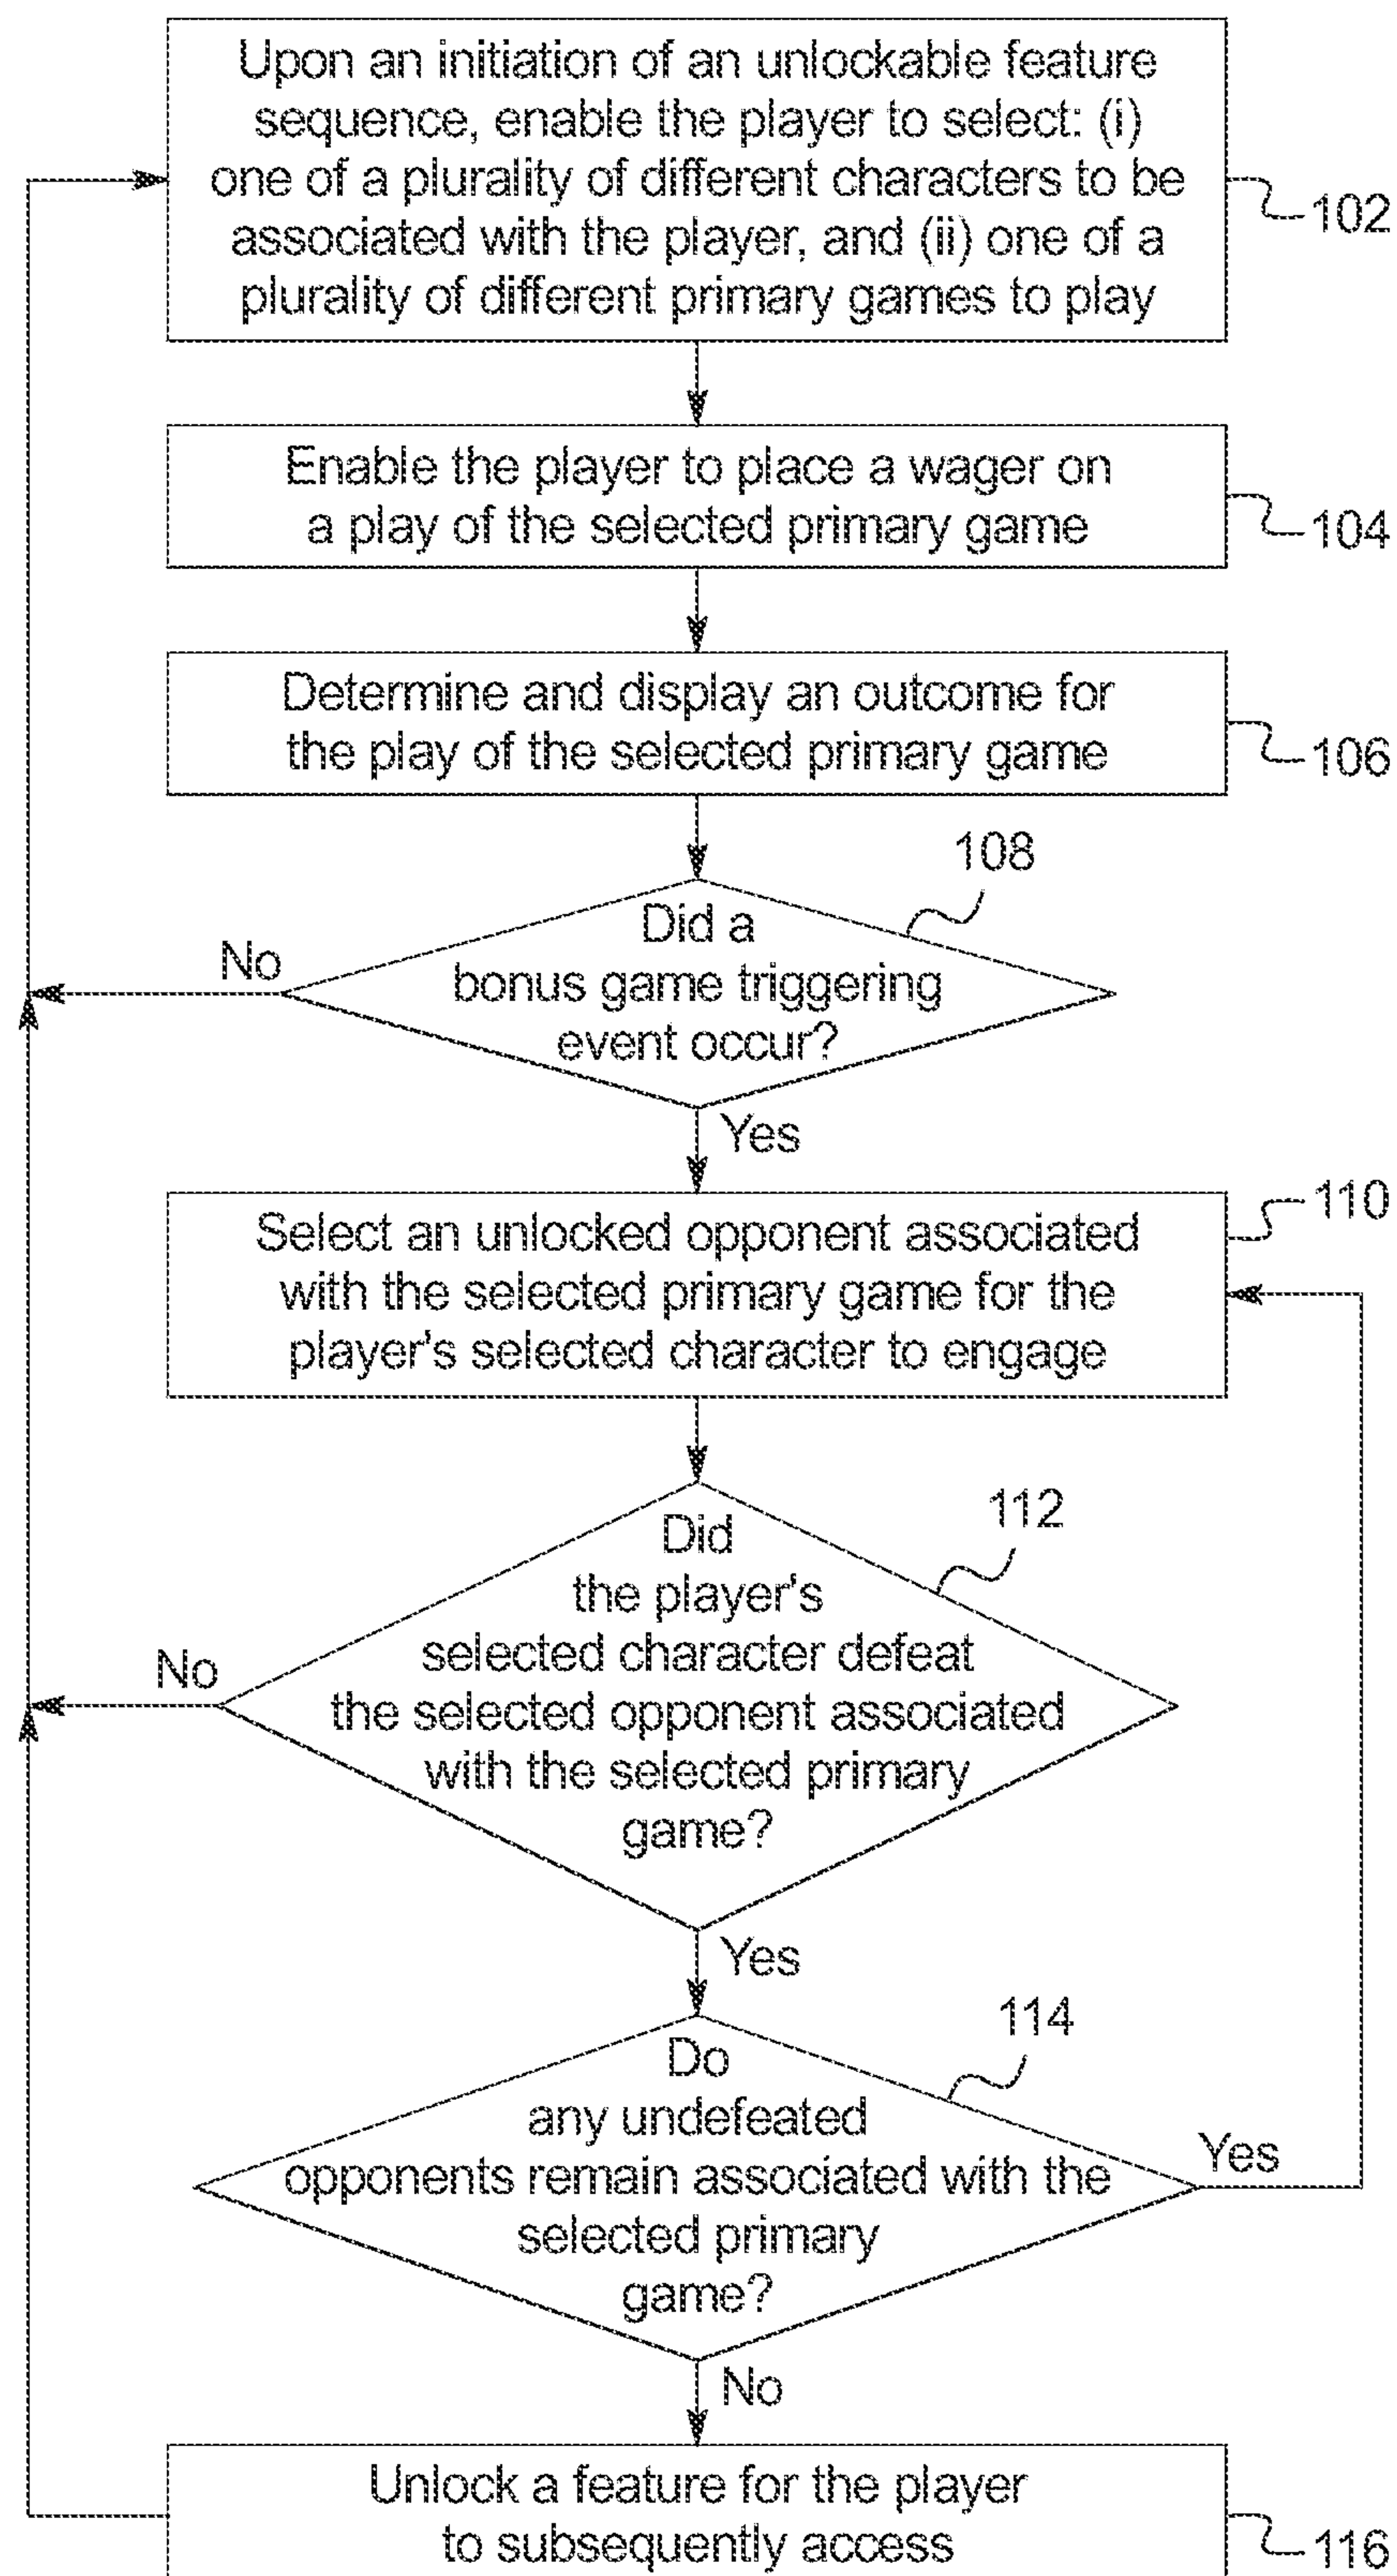 Upon an initiation of an unlockable feature
sequence, enable the player to select: (i)
one of a plurality of different characters to be
associated with the player, and (ii) one of a
plurality of different primary games to play
102
Enable the player to place a wager on
a play of the selected primary game
104
Determine and display an outcome for
the play of the selected primary game
106
108
Did a
bonus game triggering
event occur?
No
Yes
110
Select an unlocked opponent associated
with the selected primary game for the
player's selected character to engage
112
Did
the player's
selected character defeat
the selected opponent associated
with the selected primary
game?
No
Yes
114
Do
any undefeated
opponents remain associated with the
selected primary
game?
Yes
No
Unlock a feature for the player
to subsequently access
116